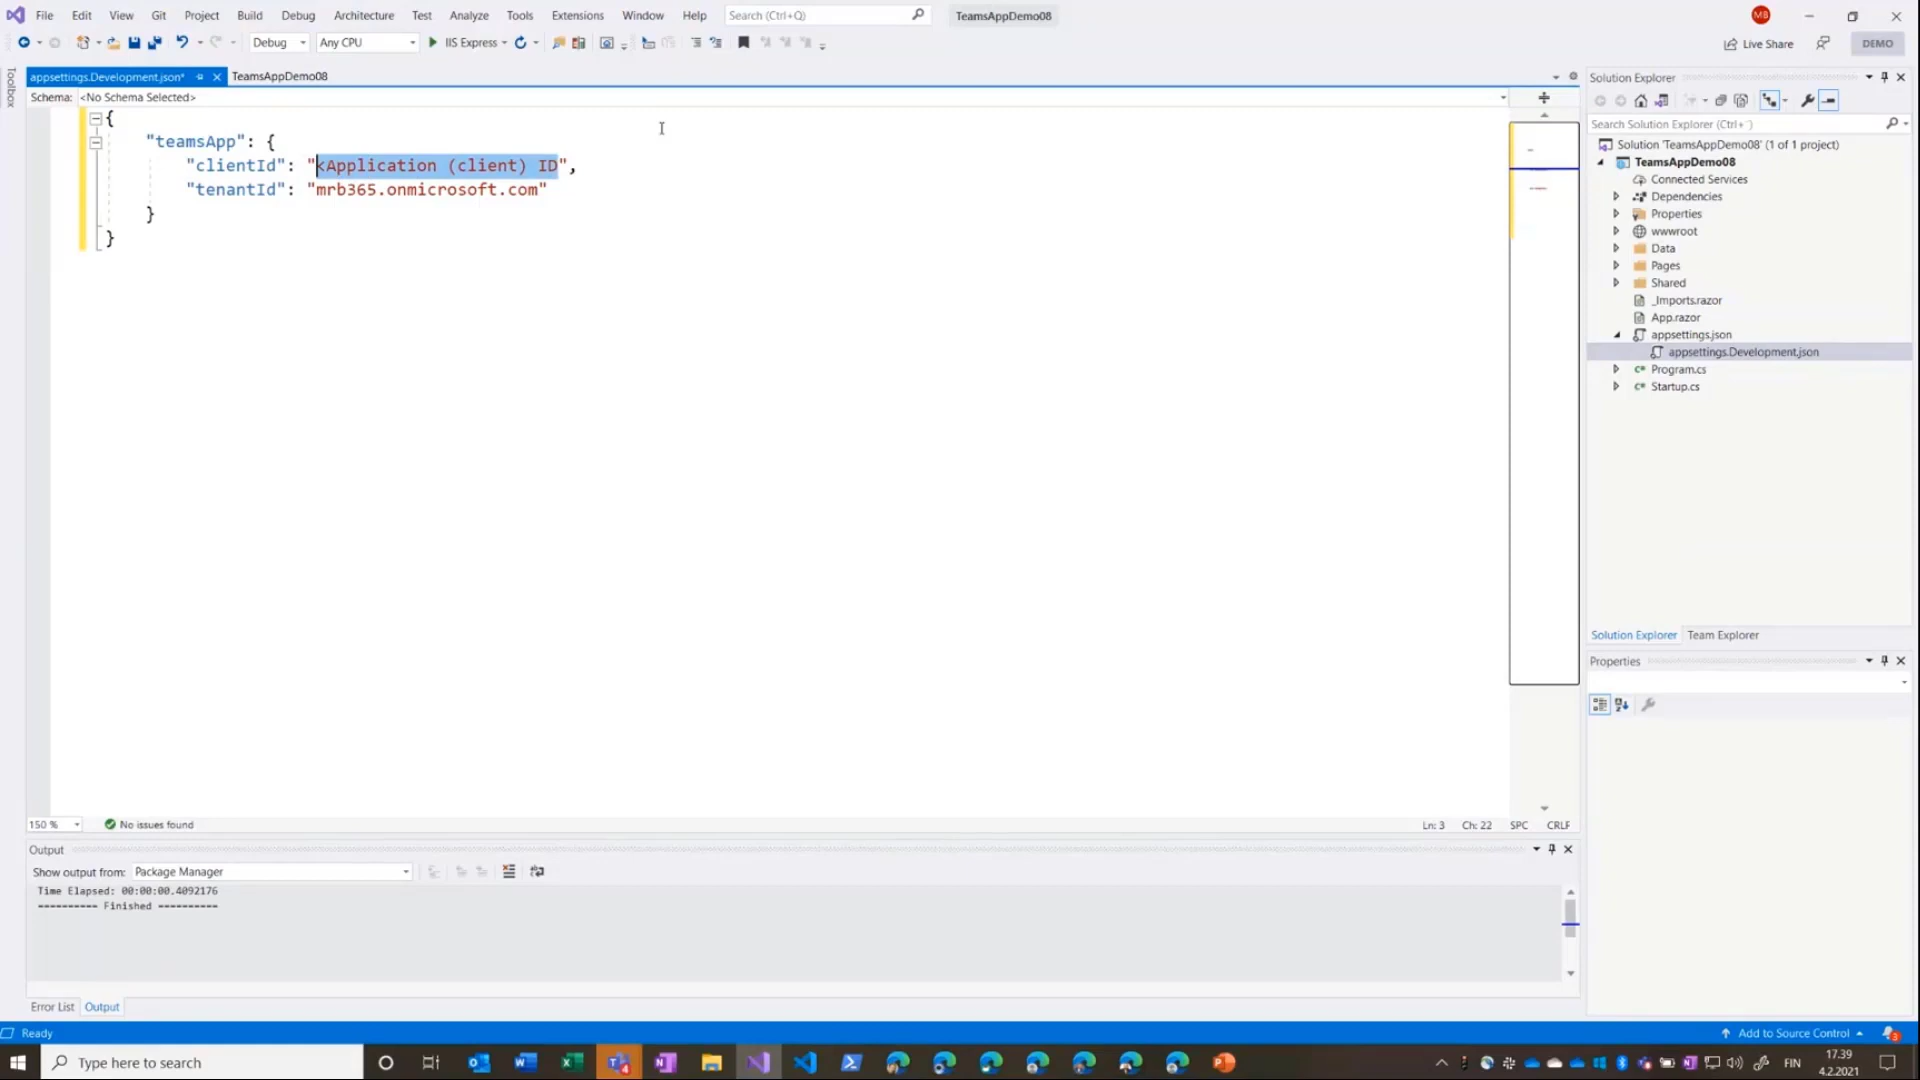 File Edit View Git Project Build Debug Architecture Test Analyze Tools Extensions Window Help Search (Ctrl+Q) TeamsAppDemo08 MB
Debug Any CPU IIS Express Live Share DEMO
Toolbox
appsettings.Development.json* TeamsAppDemo08
Schema: <No Schema Selected>
{
"teamsApp": {
"clientId": "<Application (client) ID",
"tenantId": "mrb365.onmicrosoft.com"
}
}
150 % No issues found Ln: 3 Ch: 22 SPC CRLF
Output
Show output from: Package Manager
Time Elapsed: 00:00:00.4092176
========== Finished ==========
Error List Output
Solution Explorer
Search Solution Explorer (Ctrl+¨)
Solution 'TeamsAppDemo08' (1 of 1 project)
TeamsAppDemo08
Connected Services
Dependencies
Properties
wwwroot
Data
Pages
Shared
_Imports.razor
App.razor
appsettings.json
appsettings.Development.json
C# Program.cs
C# Startup.cs
Solution Explorer Team Explorer
Properties
Ready Add to Source Control 3
Type here to search 4 FIN 17.39
4.2.2021